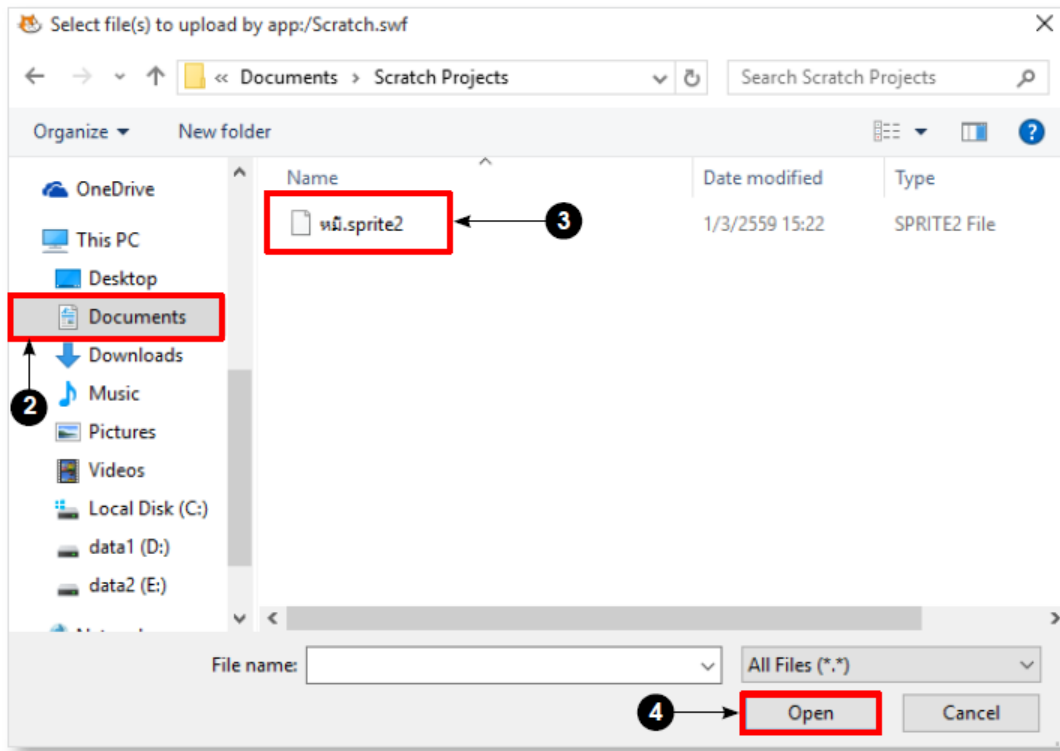 Select file(s) to upload by app:/Scratch.swf
« Documents › Scratch Projects
Search Scratch Projects
Organize
New folder
Name
Date modified
Type
OneDrive
หมี.sprite2
3
1/3/2559 15:22
SPRITE2 File
This PC
Desktop
Documents
Downloads
2
Music
Pictures
Videos
Local Disk (C:)
data1 (D:)
data2 (E:)
File name:
All Files (*.*)
4
Open
Cancel